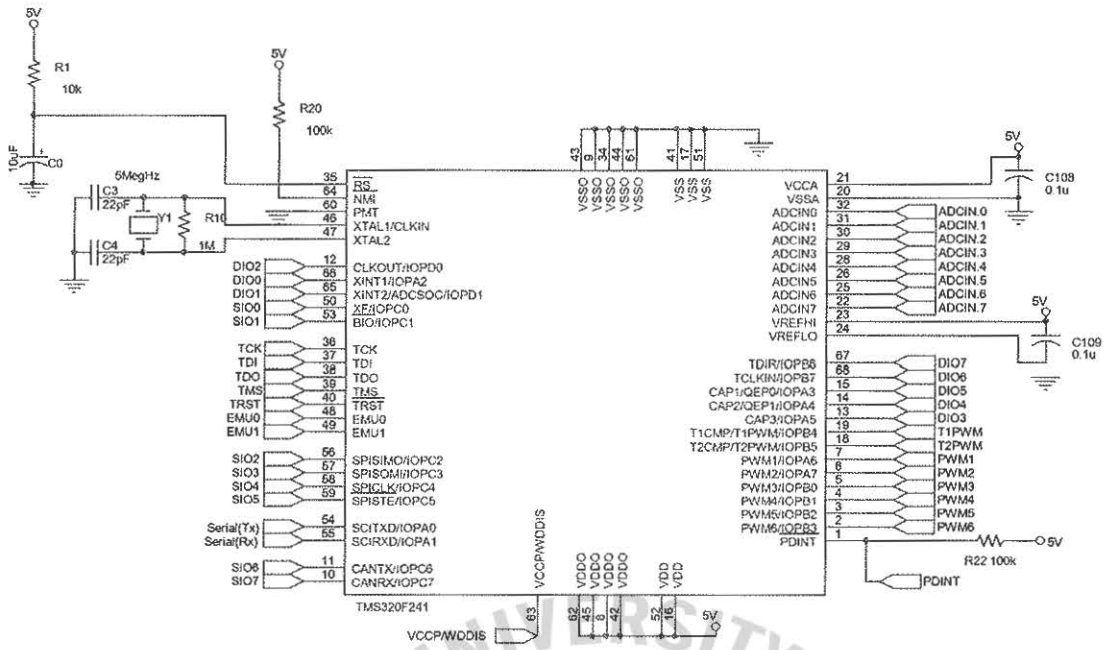 5V
R1
10k
10uF
C0
5V
R20
100k
5MegHz
C3
22pF
Y1
R10
C4
22pF
1M
35 RS
64 NMI
60 PMT
46 XTAL1/CLKIN
47 XTAL2
DIO2 12 CLKOUT/IOPD0
DIO0 66 XINT1/IOPA2
DIO1 65 XINT2/ADCSOC/IOPD1
SIO0 50 XF/IOPC0
SIO1 53 BIO/IOPC1
TCK 36 TCK
TDI 37 TDI
TDO 38 TDO
TMS 39 TMS
TRST 40 TRST
EMU0 48 EMU0
EMU1 49 EMU1
SIO2 56 SPISIMO/IOPC2
SIO3 57 SPISOMI/IOPC3
SIO4 58 SPICLK/IOPC4
SIO5 59 SPISTE/IOPC5
Serial(Tx) 54 SCITXD/IOPA0
Serial(Rx) 55 SCIRXD/IOPA1
SIO6 11 CANTX/IOPC6
SIO7 10 CANRX/IOPC7
TMS320F241
43 VSSO
9 VSSO
34 VSSO
44 VSSO
61 VSSO
41 VSS
17 VSS
51 VSS
VCCA 21
VSSA 20
5V
C108
0.1u
ADCIN0 32 ADCIN.0
ADCIN1 31 ADCIN.1
ADCIN2 30 ADCIN.2
ADCIN3 29 ADCIN.3
ADCIN4 28 ADCIN.4
ADCIN5 26 ADCIN.5
ADCIN6 25 ADCIN.6
ADCIN7 22 ADCIN.7
VREFHI 23
VREFLO 24
5V
C109
0.1u
TDIR/IOPB6 67 DIO7
TCLKIN/IOPB7 68 DIO6
CAP1/QEP0/IOPA3 15 DIO5
CAP2/QEP1/IOPA4 14 DIO4
CAP3/IOPA5 13 DIO3
T1CMP/T1PWM/IOPB4 19 T1PWM
T2CMP/T2PWM/IOPB5 18 T2PWM
PWM1/IOPA6 7 PWM1
PWM2/IOPA7 6 PWM2
PWM3/IOPB0 5 PWM3
PWM4/IOPB1 4 PWM4
PWM5/IOPB2 3 PWM5
PWM6/IOPB3 2 PWM6
PDINT 1
R22 100k
5V
PDINT
VCCP/WDDIS
63
VCCP/WDDIS
VDDO 62
VDDO 45
VDDO 8
VDDO 42
VDD 52
VDD 16
5V
UNIVERSITY